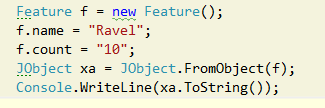 Feature f = new Feature();
f.name = "Ravel";
f.count = "10";
JObject xa = JObject.FromObject(f);
Console.WriteLine(xa.ToString());